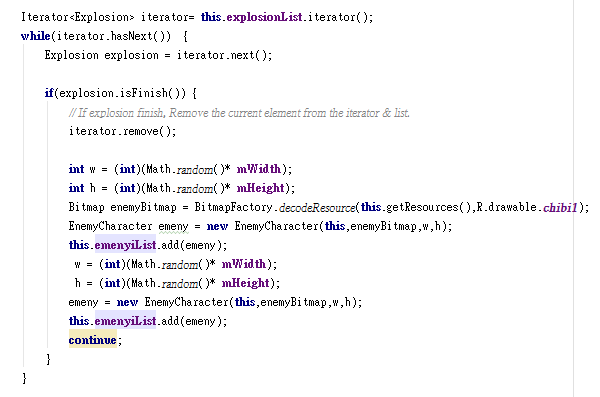 Iterator<Explosion> iterator= this.explosionList.iterator();
while(iterator.hasNext())  {
Explosion explosion = iterator.next();
if(explosion.isFinish()) {
// If explosion finish, Remove the current element from the iterator & list.
iterator.remove();
int w = (int)(Math.random()* mWidth);
int h = (int)(Math.random()* mHeight);
Bitmap enemyBitmap = BitmapFactory.decodeResource(this.getResources(),R.drawable.chibi1);
EnemyCharacter emeny = new EnemyCharacter(this,enemyBitmap,w,h);
this.emenyiList.add(emeny);
w = (int)(Math.random()* mWidth);
h = (int)(Math.random()* mHeight);
emeny = new EnemyCharacter(this,enemyBitmap,w,h);
this.emenyiList.add(emeny);
continue;
}
}